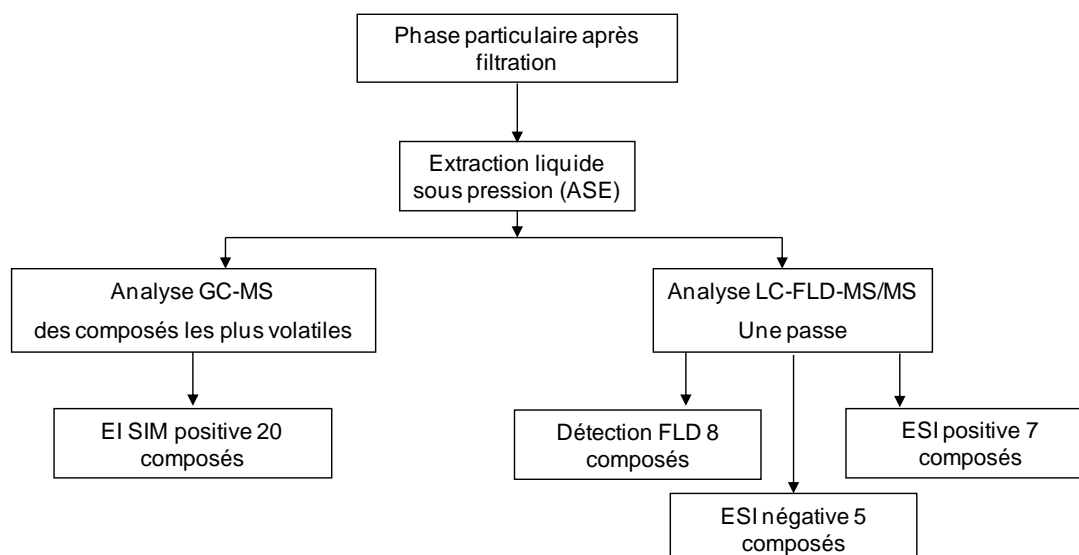 Phase particulaire après
filtration
Extraction liquide
sous pression (ASE)
Analyse GC-MS
des composés les plus volatiles
Analyse LC-FLD-MS/MS
Une passe
EI SIM positive 20
composés
Détection FLD 8
composés
ESI positive 7
composés
ESI négative 5
composés